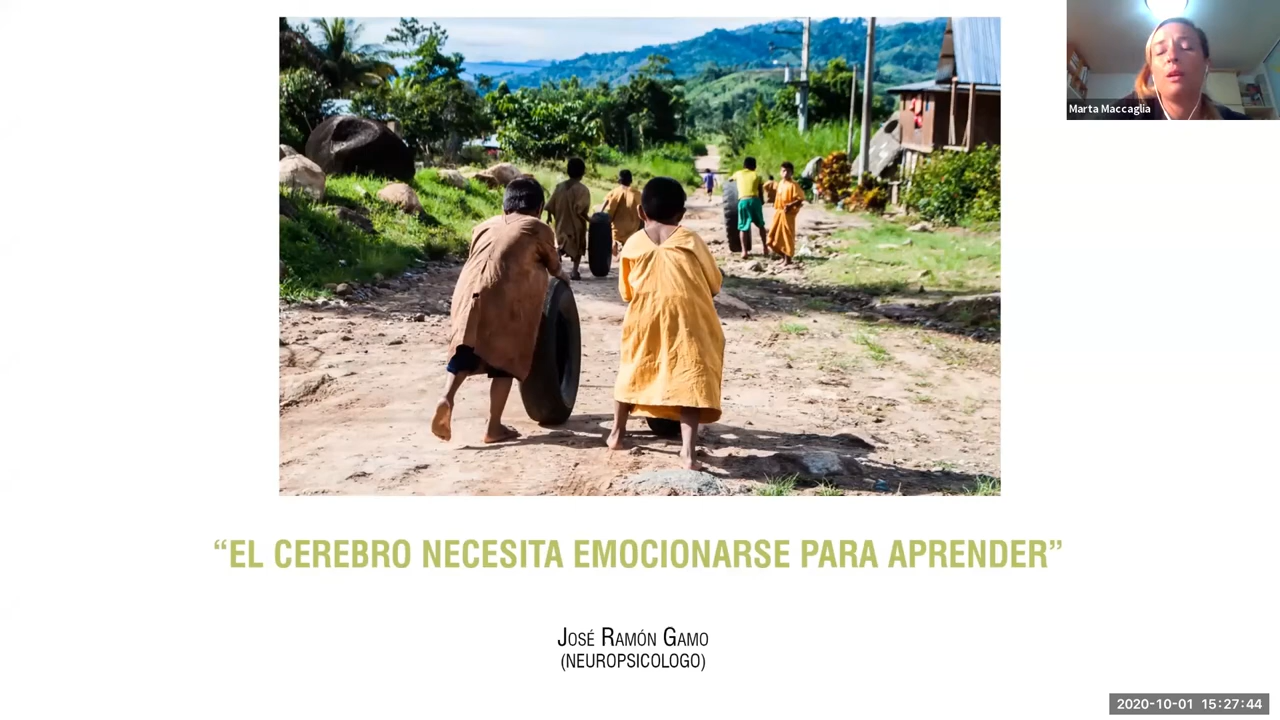 Marta Maccaglia
“EL CEREBRO NECESITA EMOCIONARSE PARA APRENDER”
JOSÉ RAMÓN GAMO
(NEUROPSICOLOGO)
2020-10-01 15:27:44